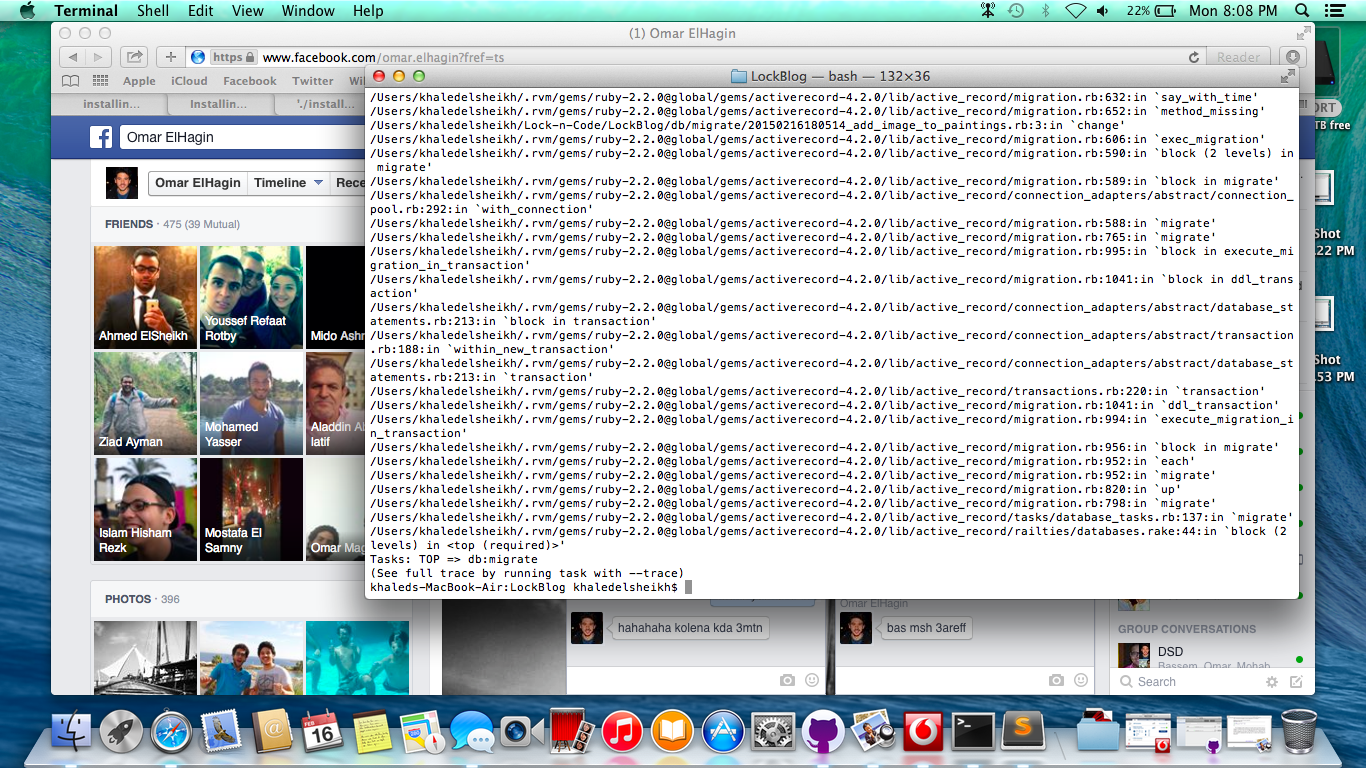 Terminal Shell Edit View Window Help
22% Mon 8:08 PM
(1) Omar ElHagin
https www.facebook.com/omar.elhagin?fref=ts
Reader
Apple iCloud Facebook Twitter
installin... Installin... './install...
LockBlog — bash — 132×36
/Users/khaledelsheikh/.rvm/gems/ruby-2.2.0@global/gems/activerecord-4.2.0/lib/active_record/migration.rb:632:in `say_with_time'
/Users/khaledelsheikh/.rvm/gems/ruby-2.2.0@global/gems/activerecord-4.2.0/lib/active_record/migration.rb:652:in `method_missing'
/Users/khaledelsheikh/Lock-n-Code/LockBlog/db/migrate/20150216180514_add_image_to_paintings.rb:3:in `change'
/Users/khaledelsheikh/.rvm/gems/ruby-2.2.0@global/gems/activerecord-4.2.0/lib/active_record/migration.rb:606:in `exec_migration'
/Users/khaledelsheikh/.rvm/gems/ruby-2.2.0@global/gems/activerecord-4.2.0/lib/active_record/migration.rb:590:in `block (2 levels) in
migrate'
/Users/khaledelsheikh/.rvm/gems/ruby-2.2.0@global/gems/activerecord-4.2.0/lib/active_record/migration.rb:589:in `block in migrate'
/Users/khaledelsheikh/.rvm/gems/ruby-2.2.0@global/gems/activerecord-4.2.0/lib/active_record/connection_adapters/abstract/connection_
pool.rb:292:in `with_connection'
/Users/khaledelsheikh/.rvm/gems/ruby-2.2.0@global/gems/activerecord-4.2.0/lib/active_record/migration.rb:588:in `migrate'
/Users/khaledelsheikh/.rvm/gems/ruby-2.2.0@global/gems/activerecord-4.2.0/lib/active_record/migration.rb:765:in `migrate'
/Users/khaledelsheikh/.rvm/gems/ruby-2.2.0@global/gems/activerecord-4.2.0/lib/active_record/migration.rb:995:in `block in execute_mi
gration_in_transaction'
/Users/khaledelsheikh/.rvm/gems/ruby-2.2.0@global/gems/activerecord-4.2.0/lib/active_record/migration.rb:1041:in `block in ddl_trans
action'
/Users/khaledelsheikh/.rvm/gems/ruby-2.2.0@global/gems/activerecord-4.2.0/lib/active_record/connection_adapters/abstract/database_st
atements.rb:213:in `block in transaction'
/Users/khaledelsheikh/.rvm/gems/ruby-2.2.0@global/gems/activerecord-4.2.0/lib/active_record/connection_adapters/abstract/transaction
.rb:188:in `within_new_transaction'
/Users/khaledelsheikh/.rvm/gems/ruby-2.2.0@global/gems/activerecord-4.2.0/lib/active_record/connection_adapters/abstract/database_st
atements.rb:213:in `transaction'
/Users/khaledelsheikh/.rvm/gems/ruby-2.2.0@global/gems/activerecord-4.2.0/lib/active_record/transactions.rb:220:in `transaction'
/Users/khaledelsheikh/.rvm/gems/ruby-2.2.0@global/gems/activerecord-4.2.0/lib/active_record/migration.rb:1041:in `ddl_transaction'
/Users/khaledelsheikh/.rvm/gems/ruby-2.2.0@global/gems/activerecord-4.2.0/lib/active_record/migration.rb:994:in `execute_migration_i
n_transaction'
/Users/khaledelsheikh/.rvm/gems/ruby-2.2.0@global/gems/activerecord-4.2.0/lib/active_record/migration.rb:956:in `block in migrate'
/Users/khaledelsheikh/.rvm/gems/ruby-2.2.0@global/gems/activerecord-4.2.0/lib/active_record/migration.rb:952:in `each'
/Users/khaledelsheikh/.rvm/gems/ruby-2.2.0@global/gems/activerecord-4.2.0/lib/active_record/migration.rb:952:in `migrate'
/Users/khaledelsheikh/.rvm/gems/ruby-2.2.0@global/gems/activerecord-4.2.0/lib/active_record/migration.rb:820:in `up'
/Users/khaledelsheikh/.rvm/gems/ruby-2.2.0@global/gems/activerecord-4.2.0/lib/active_record/migration.rb:798:in `migrate'
/Users/khaledelsheikh/.rvm/gems/ruby-2.2.0@global/gems/activerecord-4.2.0/lib/active_record/tasks/database_tasks.rb:137:in `migrate'
/Users/khaledelsheikh/.rvm/gems/ruby-2.2.0@global/gems/activerecord-4.2.0/lib/active_record/railties/databases.rake:44:in `block (2
levels) in <top (required)>'
Tasks: TOP => db:migrate
(See full trace by running task with --trace)
khaleds-MacBook-Air:LockBlog khaledelsheikh$
Omar ElHagin
Omar ElHagin Timeline Rece
FRIENDS · 475 (39 Mutual)
Ahmed ElSheikh
Youssef Refaat
Rotby
Mido Ashr
Ziad Ayman
Mohamed
Yasser
Aladdin Ab
latif
Islam Hisham
Rezk
Mostafa El
Samny
Omar Mag
PHOTOS · 396
hahahaha kolena kda 3mtn
Omar ElHagin
bas msh 3areff
GROUP CONVERSATIONS
DSD
Bassem, Omar, Mohab
Search
TB free
Shot
22 PM
Shot
53 PM
FEB
16